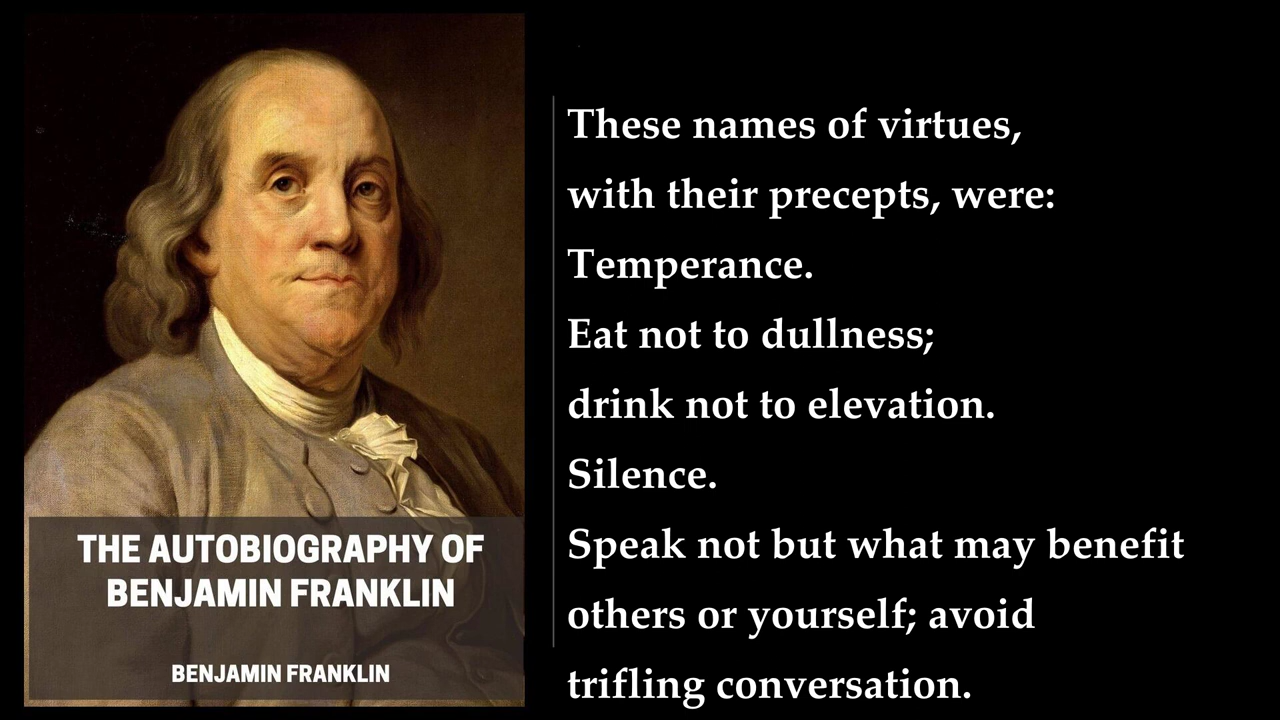 THE AUTOBIOGRAPHY OF
BENJAMIN FRANKLIN
BENJAMIN FRANKLIN
These names of virtues,
with their precepts, were:
Temperance.
Eat not to dullness;
drink not to elevation.
Silence.
Speak not but what may benefit
others or yourself; avoid
trifling conversation.